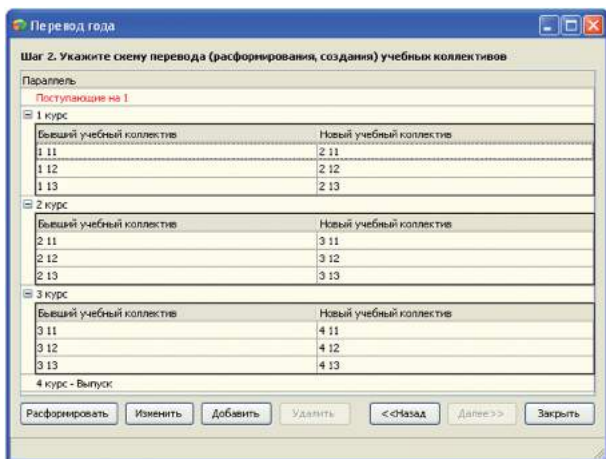 Перевод года
Шаг 2. Укажите схему перевода (расформирования, создания) учебных коллективов
Параллель
Поступающие на 1
1 курс
Бывший учебный коллектив Новый учебный коллектив
1 11 2 11
1 12 2 12
1 13 2 13
2 курс
Бывший учебный коллектив Новый учебный коллектив
2 11 3 11
2 12 3 12
2 13 3 13
3 курс
Бывший учебный коллектив Новый учебный коллектив
3 11 4 11
3 12 4 12
3 13 4 13
4 курс - Выпуск
Расформировать Изменить Добавить Удалить <<Назад Далее>> Закрыть